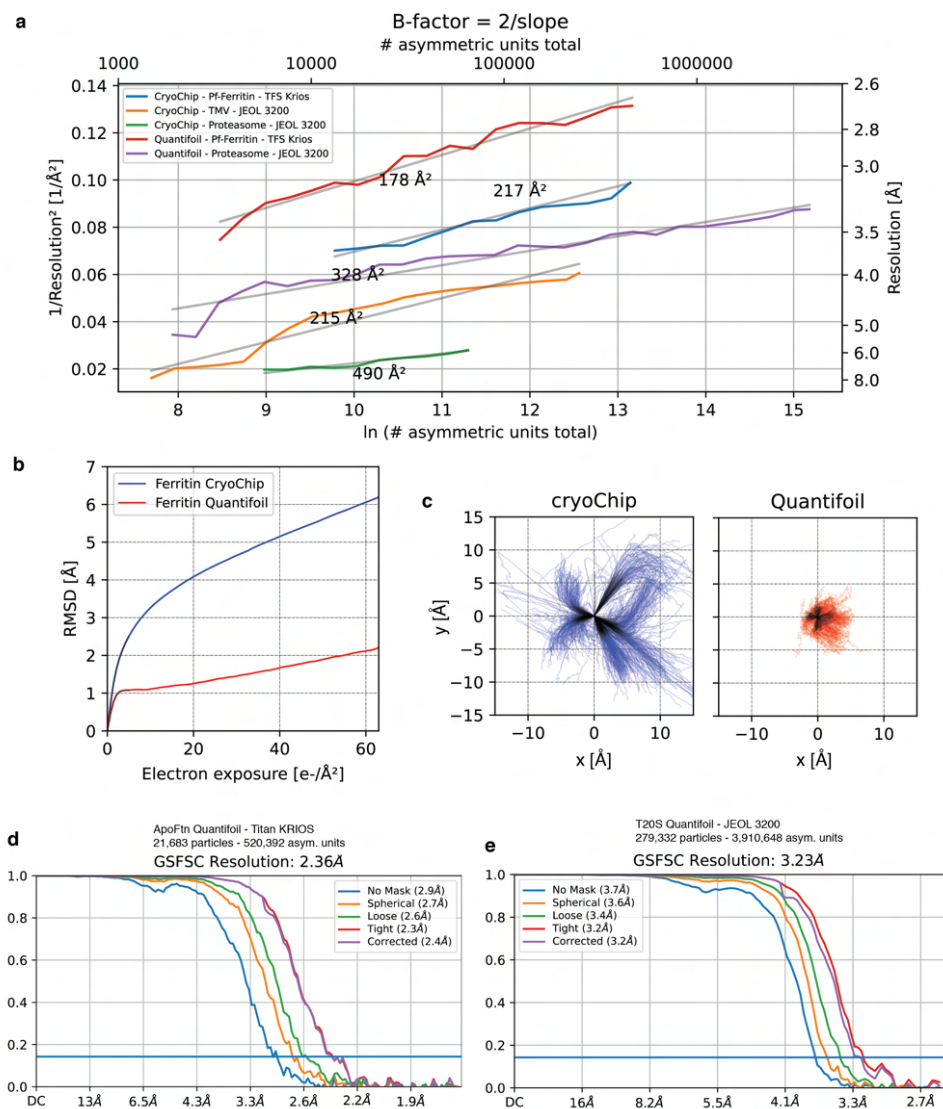 a
B-factor = 2/slope
# asymmetric units total
1000 10000 100000 1000000
CryoChip - Pf-Ferritin - TFS Krios
CryoChip - TMV - JEOL 3200
CryoChip - Proteasome - JEOL 3200
Quantifoil - Pf-Ferritin - TFS Krios
Quantifoil - Proteasome - JEOL 3200
1/Resolution² [1/Å²]
0.14
0.12
0.10
0.08
0.06
0.04
0.02
178 Å²
217 Å²
328 Å²
215 Å²
490 Å²
2.6
2.8
3.0
3.5
4.0
5.0
6.0
8.0
Resolution [Å]
8 9 10 11 12 13 14 15
ln (# asymmetric units total)
b
Ferritin CryoChip
Ferritin Quantifoil
RMSD [Å]
7
6
5
4
3
2
1
0
0 20 40 60
Electron exposure [e-/Å²]
c
cryoChip
y [Å]
15
10
5
0
−5
−10
−15
−10 0 10
x [Å]
Quantifoil
−10 0 10
x [Å]
d
ApoFtn Quantifoil - Titan KRIOS
21,683 particles - 520,392 asym. units
GSFSC Resolution: 2.36Å
No Mask (2.9Å)
Spherical (2.7Å)
Loose (2.6Å)
Tight (2.3Å)
Corrected (2.4Å)
1.0
0.8
0.6
0.4
0.2
0.0
DC 13Å 6.5Å 4.3Å 3.3Å 2.6Å 2.2Å 1.9Å
e
T20S Quantifoil - JEOL 3200
279,332 particles - 3,910,648 asym. units
GSFSC Resolution: 3.23Å
No Mask (3.7Å)
Spherical (3.6Å)
Loose (3.4Å)
Tight (3.2Å)
Corrected (3.2Å)
1.0
0.8
0.6
0.4
0.2
0.0
DC 16Å 8.2Å 5.5Å 4.1Å 3.3Å 2.7Å